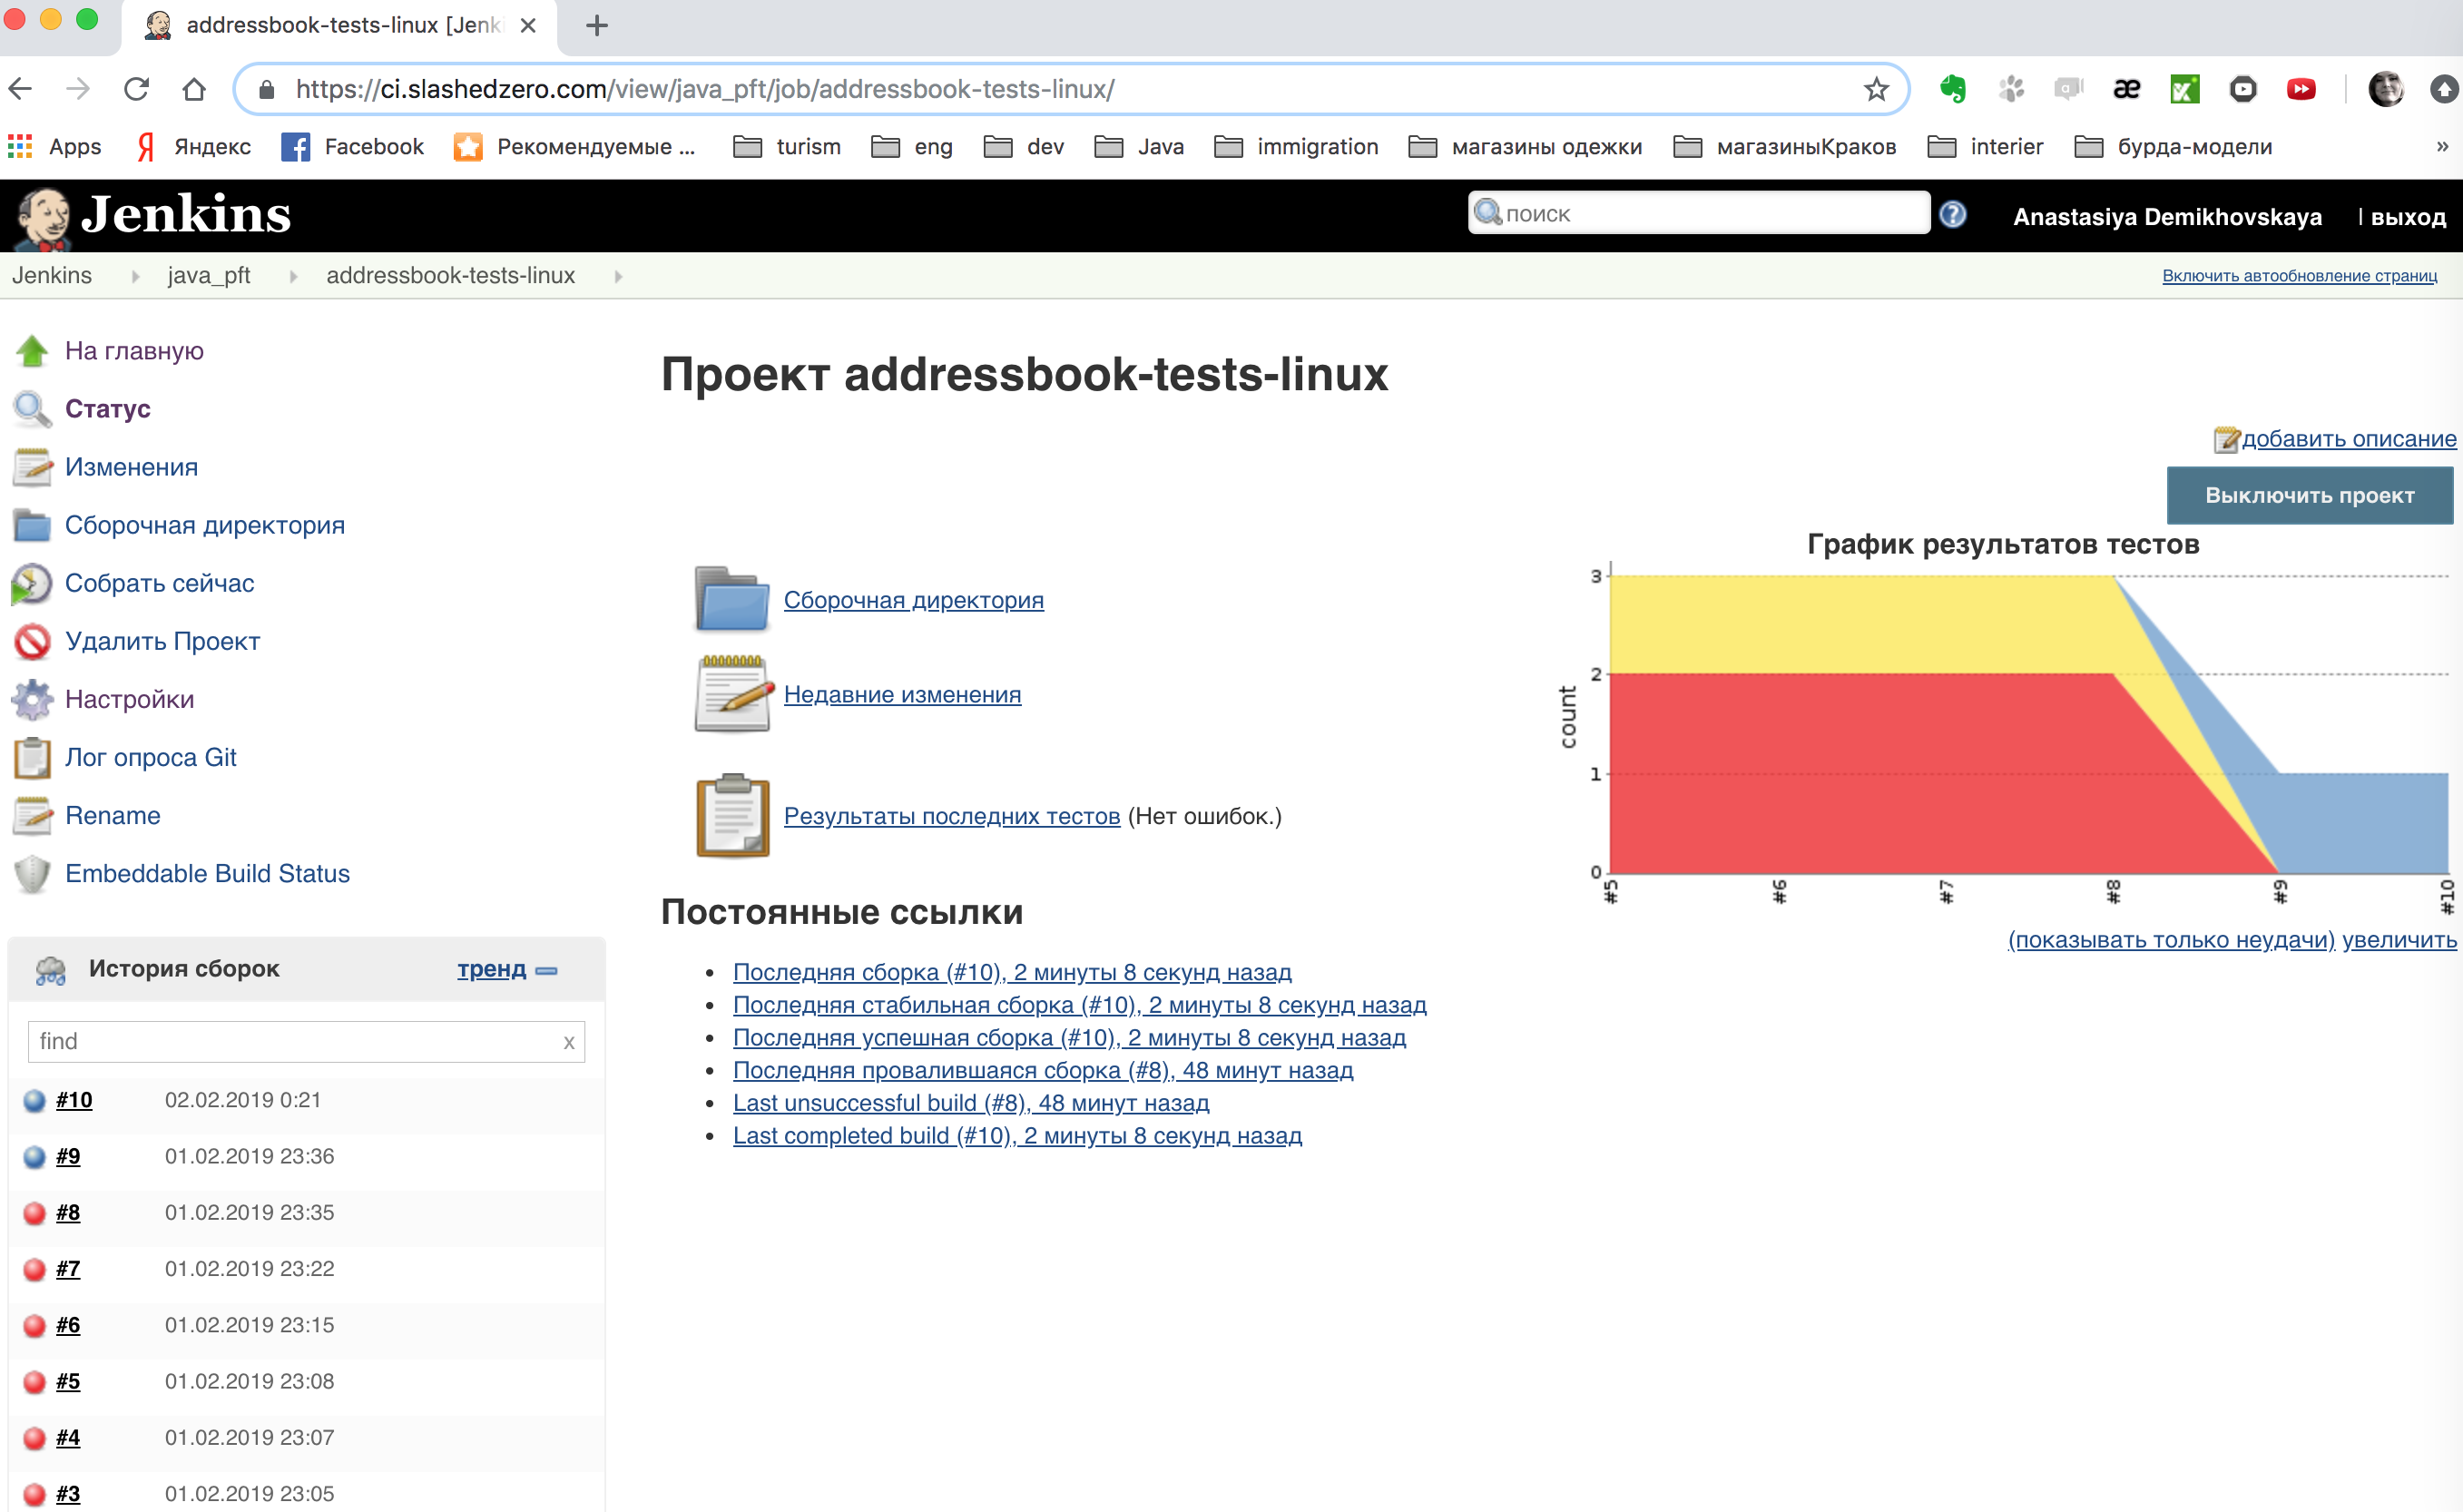 addressbook-tests-linux [Jenki
https://ci.slashedzero.com/view/java_pft/job/addressbook-tests-linux/
Apps Яндекс Facebook Рекомендуемые ... turism eng dev Java immigration магазины одежки магазиныКраков interier бурда-модели »
Jenkins
поиск
Anastasiya Demikhovskaya | выход
Jenkins java_pft addressbook-tests-linux
Включить автообновление страниц
На главную
Статус
Изменения
Сборочная директория
Собрать сейчас
Удалить Проект
Настройки
Лог опроса Git
Rename
Embeddable Build Status
История сборок тренд
find x
#10 02.02.2019 0:21
#9 01.02.2019 23:36
#8 01.02.2019 23:35
#7 01.02.2019 23:22
#6 01.02.2019 23:15
#5 01.02.2019 23:08
#4 01.02.2019 23:07
#3 01.02.2019 23:05
Проект addressbook-tests-linux
добавить описание
Выключить проект
Сборочная директория
Недавние изменения
Результаты последних тестов (Нет ошибок.)
График результатов тестов
count
3
2
1
0
#5 #6 #7 #8 #9 #10
(показывать только неудачи) увеличить
Постоянные ссылки
Последняя сборка (#10), 2 минуты 8 секунд назад
Последняя стабильная сборка (#10), 2 минуты 8 секунд назад
Последняя успешная сборка (#10), 2 минуты 8 секунд назад
Последняя провалившаяся сборка (#8), 48 минут назад
Last unsuccessful build (#8), 48 минут назад
Last completed build (#10), 2 минуты 8 секунд назад